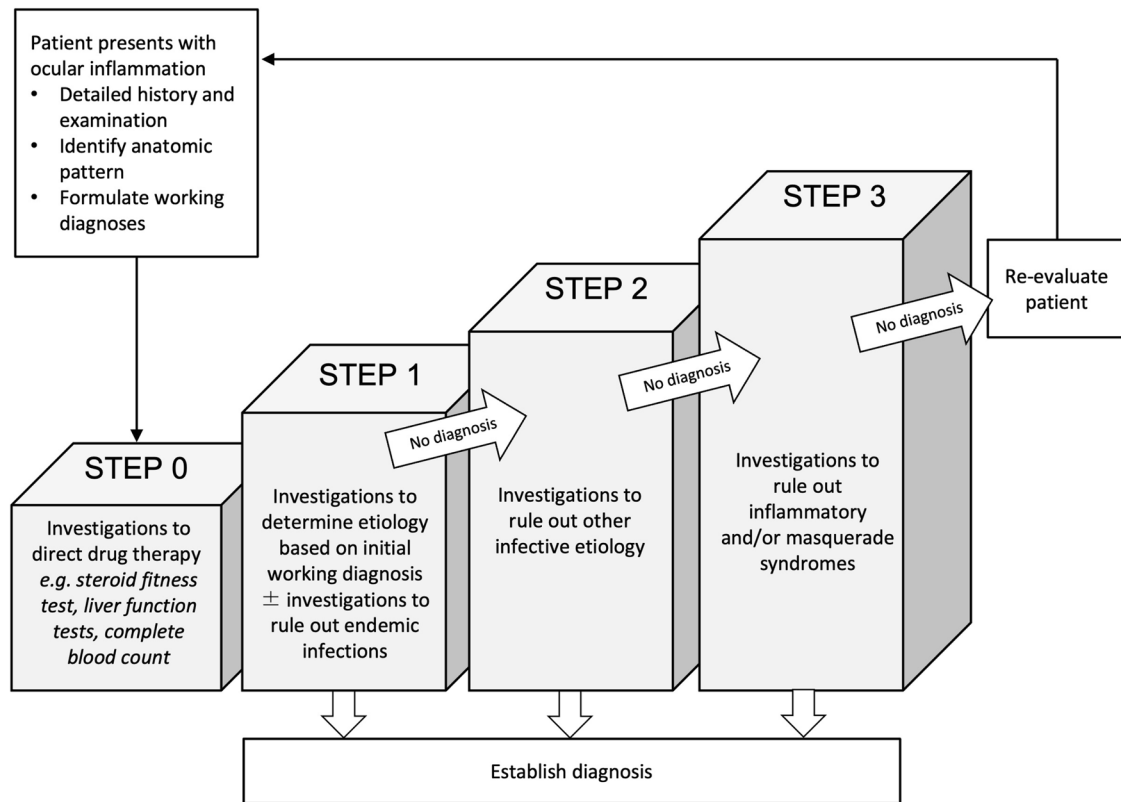 Patient presents with
ocular inflammation
• Detailed history and
examination
• Identify anatomic
pattern
• Formulate working
diagnoses
STEP 0
Investigations to
direct drug therapy
e.g. steroid fitness
test, liver function
tests, complete
blood count
STEP 1
Investigations to
determine etiology
based on initial
working diagnosis
± investigations to
rule out endemic
infections
No diagnosis
STEP 2
Investigations to
rule out other
infective etiology
No diagnosis
STEP 3
Investigations to
rule out
inflammatory
and/or masquerade
syndromes
No diagnosis
Re-evaluate
patient
Establish diagnosis